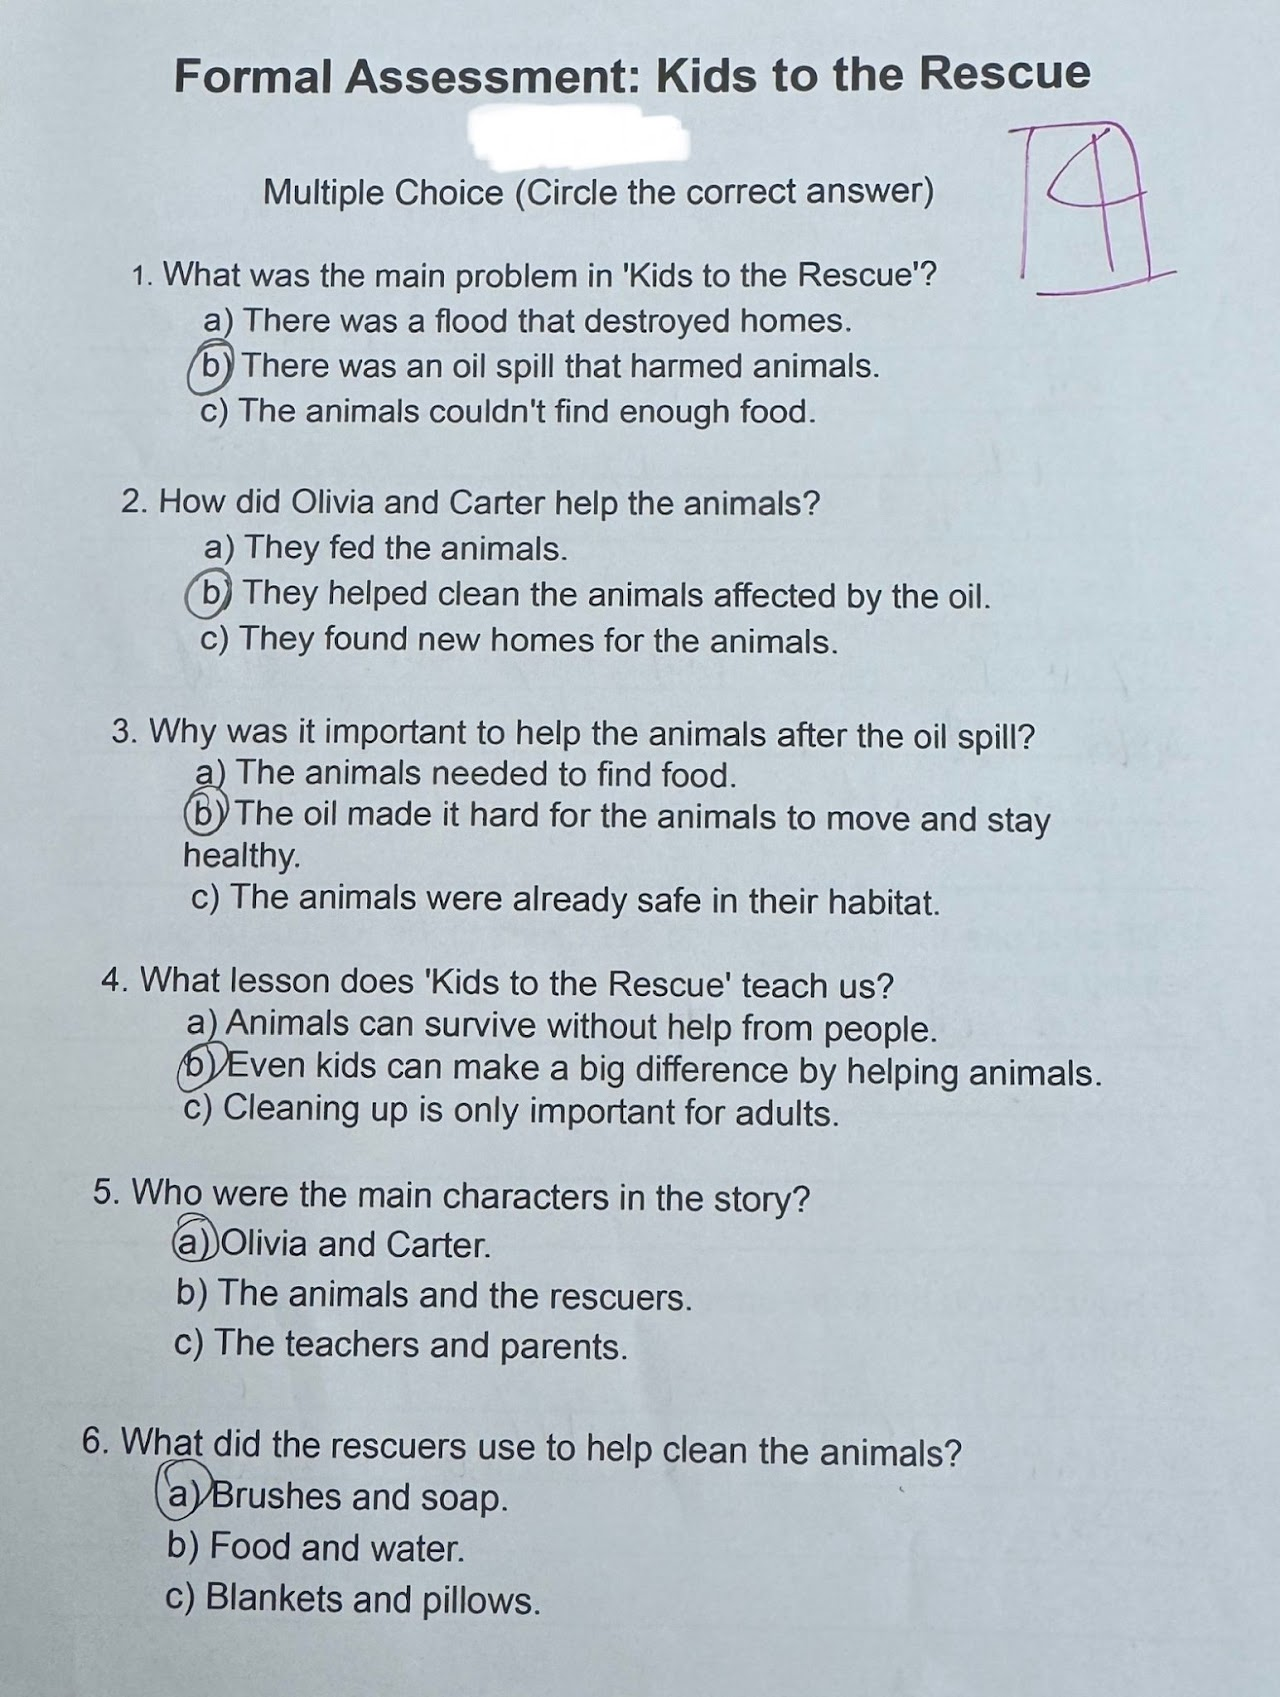 Formal Assessment: Kids to the Rescue
Multiple Choice (Circle the correct answer)
1. What was the main problem in 'Kids to the Rescue'?
a) There was a flood that destroyed homes.
b) There was an oil spill that harmed animals.
c) The animals couldn't find enough food.
2. How did Olivia and Carter help the animals?
a) They fed the animals.
b) They helped clean the animals affected by the oil.
c) They found new homes for the animals.
3. Why was it important to help the animals after the oil spill?
a) The animals needed to find food.
b) The oil made it hard for the animals to move and stay
healthy.
c) The animals were already safe in their habitat.
4. What lesson does 'Kids to the Rescue' teach us?
a) Animals can survive without help from people.
b) Even kids can make a big difference by helping animals.
c) Cleaning up is only important for adults.
5. Who were the main characters in the story?
a) Olivia and Carter.
b) The animals and the rescuers.
c) The teachers and parents.
6. What did the rescuers use to help clean the animals?
a) Brushes and soap.
b) Food and water.
c) Blankets and pillows.